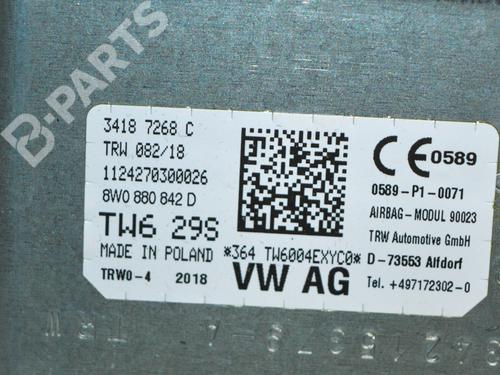 B-PARTS
3418 7268 C
TRW 082/18
1124270300026
8W0 880 842 D
TW6 29S
MADE IN POLAND
TRW0-4 2018
*364 TW6004EXYC0*
VW AG
CE 0589
0589-P1-0071
AIRBAG-MODUL 90023
TRW Automotive GmbH
D-73553 Alfdorf
Tel. +497172302-0